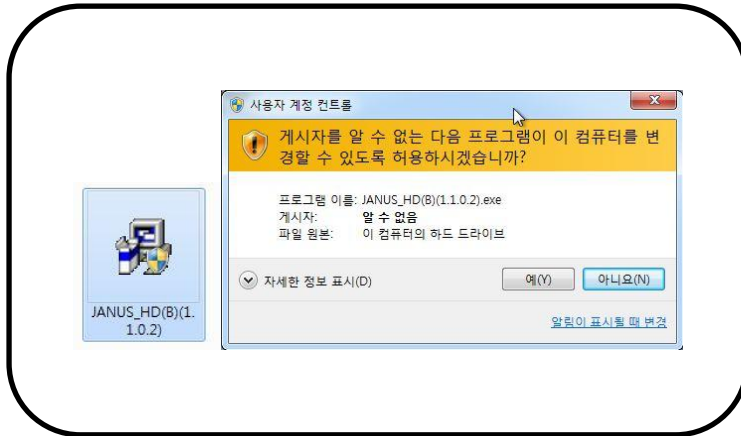 사용자 계정 컨트롤
게시자를 알 수 없는 다음 프로그램이 이 컴퓨터를 변
경할 수 있도록 허용하시겠습니까?
프로그램 이름: JANUS_HD(B)(1.1.0.2).exe
게시자: 알 수 없음
파일 원본: 이 컴퓨터의 하드 드라이브
자세한 정보 표시(D)
예(Y)
아니요(N)
알림이 표시될 때 변경
JANUS_HD(B)(1.
1.0.2)